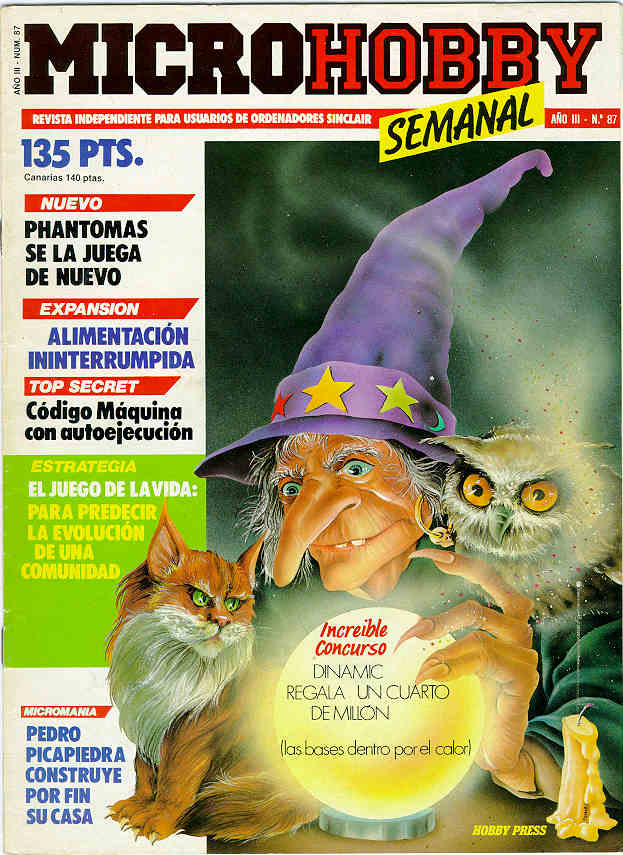 AÑO III - NUM. 87
MICROHOBBY
SEMANAL
REVISTA INDEPENDIENTE PARA USUARIOS DE ORDENADORES SINCLAIR
AÑO III - N.º 87
135 PTS.
Canarias 140 ptas.
NUEVO
PHANTOMAS
SE LA JUEGA
DE NUEVO
EXPANSION
ALIMENTACIÓN
ININTERRUMPIDA
TOP SECRET
Código Máquina
con autoejecución
ESTRATEGIA
EL JUEGO DE LA VIDA:
PARA PREDECIR
LA EVOLUCIÓN
DE UNA
COMUNIDAD
MICROMANIA
PEDRO
PICAPIEDRA
CONSTRUYE
POR FIN
SU CASA
Increible
Concurso
DINAMIC
REGALA UN CUARTO
DE MILLÓN
(las bases dentro por el calor)
HOBBY PRESS